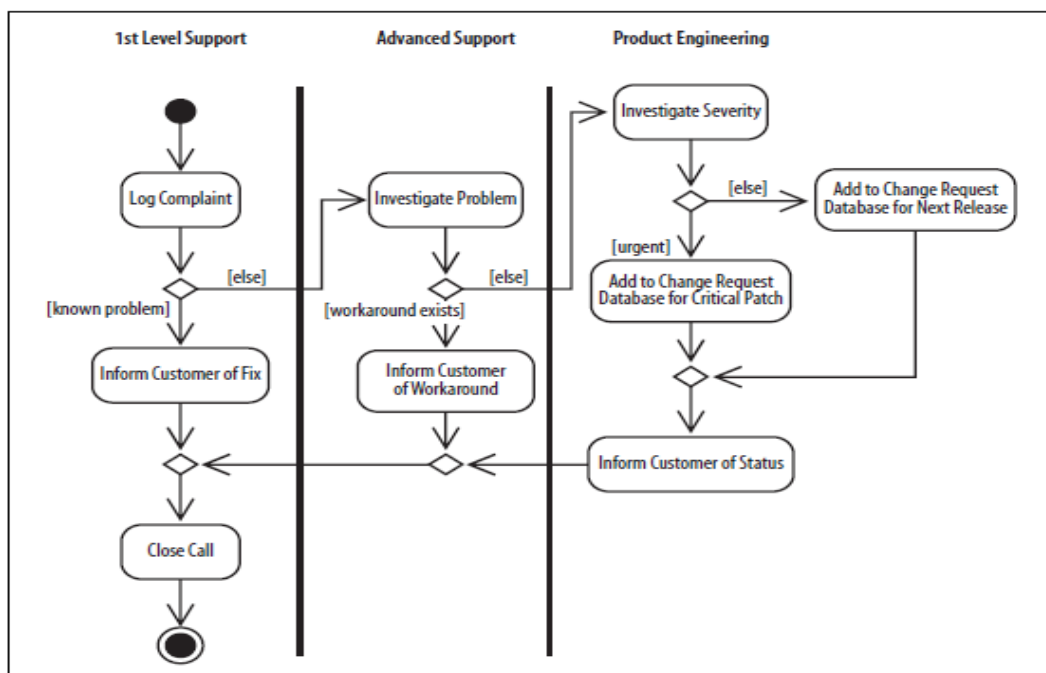 1st Level Support
Advanced Support
Product Engineering
Investigate Severity
Log Complaint
Investigate Problem
[else]
Add to Change Request
Database for Next Release
[else]
[else]
[urgent]
Add to Change Request
Database for Critical Patch
[known problem]
[workaround exists]
Inform Customer of Fix
Inform Customer
of Workaround
Inform Customer of Status
Close Call